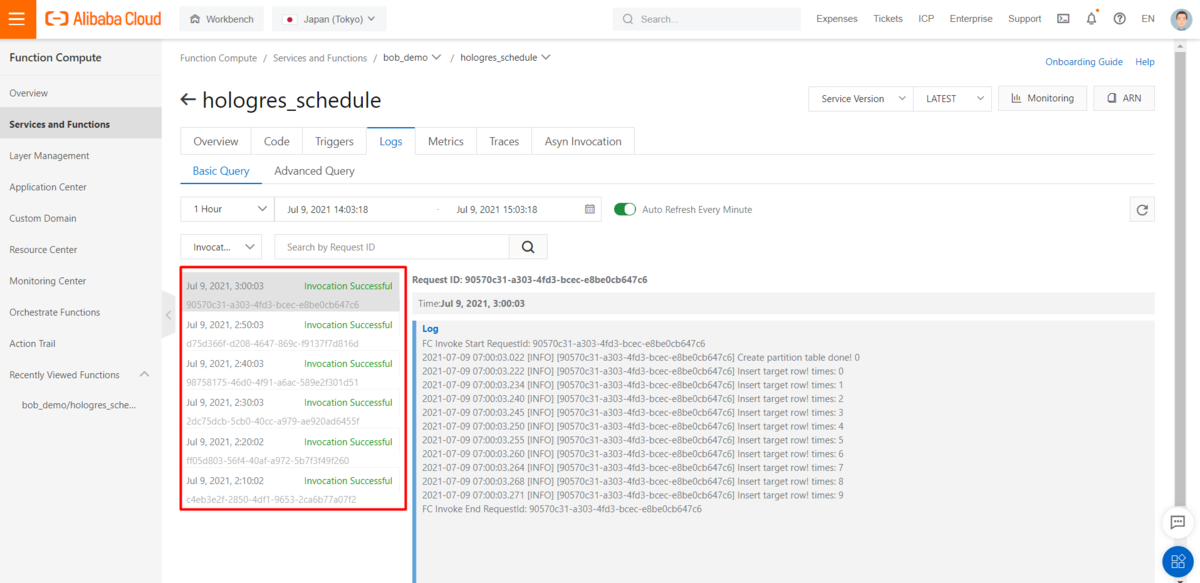 Alibaba Cloud
Workbench
Japan (Tokyo)
Search...
Expenses
Tickets
ICP
Enterprise
Support
EN
Function Compute
Overview
Services and Functions
Layer Management
Application Center
Custom Domain
Resource Center
Monitoring Center
Orchestrate Functions
Action Trail
Recently Viewed Functions
bob_demo/hologres_sche...
Function Compute / Services and Functions / bob_demo / hologres_schedule
Onboarding Guide Help
hologres_schedule
Service Version LATEST Monitoring ARN
Overview Code Triggers Logs Metrics Traces Asyn Invocation
Basic Query Advanced Query
1 Hour Jul 9, 2021 14:03:18 - Jul 9, 2021 15:03:18 Auto Refresh Every Minute
Invocat... Search by Request ID
Jul 9, 2021, 3:00:03 Invocation Successful
90570c31-a303-4fd3-bcec-e8be0cb647c6
Jul 9, 2021, 2:50:03 Invocation Successful
d75d366f-d208-4647-869c-f9137f7d816d
Jul 9, 2021, 2:40:03 Invocation Successful
98758175-46d0-4f91-a6ac-589e2f301d51
Jul 9, 2021, 2:30:03 Invocation Successful
2dc75dcb-5cb0-40cc-a979-ae920ad6455f
Jul 9, 2021, 2:20:02 Invocation Successful
ff05d803-56f4-40af-a972-5b7f3f49f260
Jul 9, 2021, 2:10:02 Invocation Successful
c4eb3e2f-2850-4df1-9653-2ca6b77a07f2
Request ID: 90570c31-a303-4fd3-bcec-e8be0cb647c6
Time:Jul 9, 2021, 3:00:03
Log
FC Invoke Start RequestId: 90570c31-a303-4fd3-bcec-e8be0cb647c6
2021-07-09 07:00:03.022 [INFO] [90570c31-a303-4fd3-bcec-e8be0cb647c6] Create partition table done! 0
2021-07-09 07:00:03.222 [INFO] [90570c31-a303-4fd3-bcec-e8be0cb647c6] Insert target row! times: 0
2021-07-09 07:00:03.234 [INFO] [90570c31-a303-4fd3-bcec-e8be0cb647c6] Insert target row! times: 1
2021-07-09 07:00:03.240 [INFO] [90570c31-a303-4fd3-bcec-e8be0cb647c6] Insert target row! times: 2
2021-07-09 07:00:03.245 [INFO] [90570c31-a303-4fd3-bcec-e8be0cb647c6] Insert target row! times: 3
2021-07-09 07:00:03.250 [INFO] [90570c31-a303-4fd3-bcec-e8be0cb647c6] Insert target row! times: 4
2021-07-09 07:00:03.255 [INFO] [90570c31-a303-4fd3-bcec-e8be0cb647c6] Insert target row! times: 5
2021-07-09 07:00:03.260 [INFO] [90570c31-a303-4fd3-bcec-e8be0cb647c6] Insert target row! times: 6
2021-07-09 07:00:03.264 [INFO] [90570c31-a303-4fd3-bcec-e8be0cb647c6] Insert target row! times: 7
2021-07-09 07:00:03.268 [INFO] [90570c31-a303-4fd3-bcec-e8be0cb647c6] Insert target row! times: 8
2021-07-09 07:00:03.271 [INFO] [90570c31-a303-4fd3-bcec-e8be0cb647c6] Insert target row! times: 9
FC Invoke End RequestId: 90570c31-a303-4fd3-bcec-e8be0cb647c6